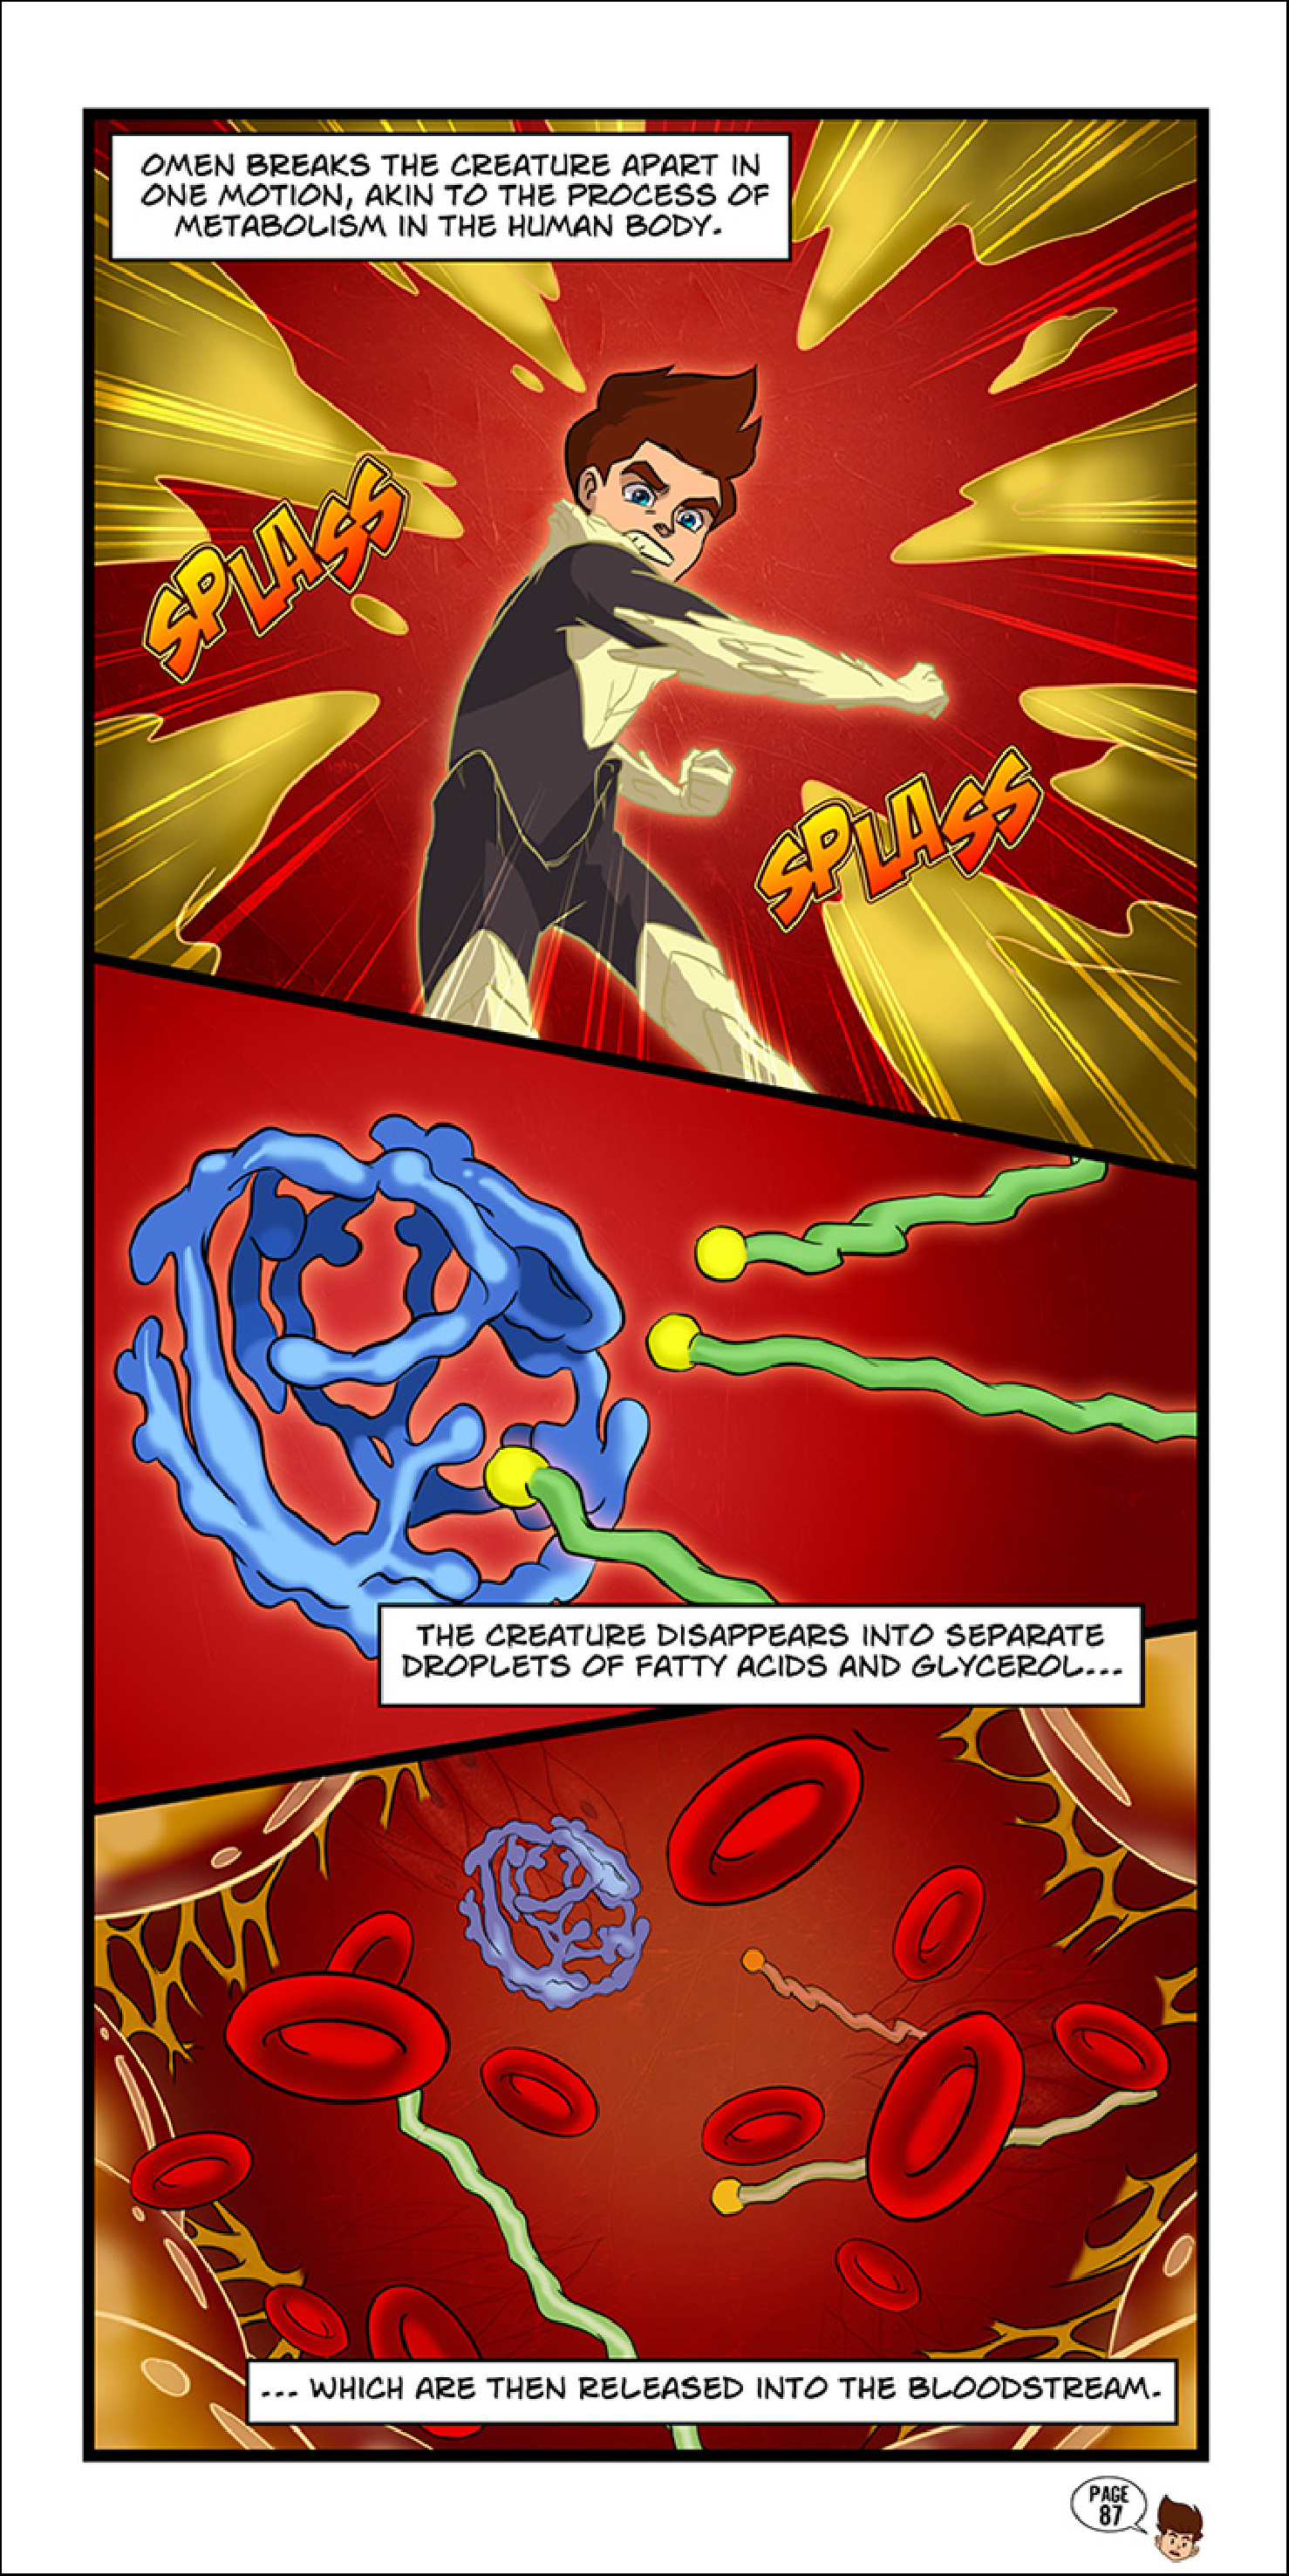 OMEN BREAKS THE CREATURE APART IN
ONE MOTION, AKIN TO THE PROCESS OF
METABOLISM IN THE HUMAN BODY.
SPLASS
SPLASS
THE CREATURE DISAPPEARS INTO SEPARATE
DROPLETS OF FATTY ACIDS AND GLYCEROL...
... WHICH ARE THEN RELEASED INTO THE BLOODSTREAM.
PAGE
87